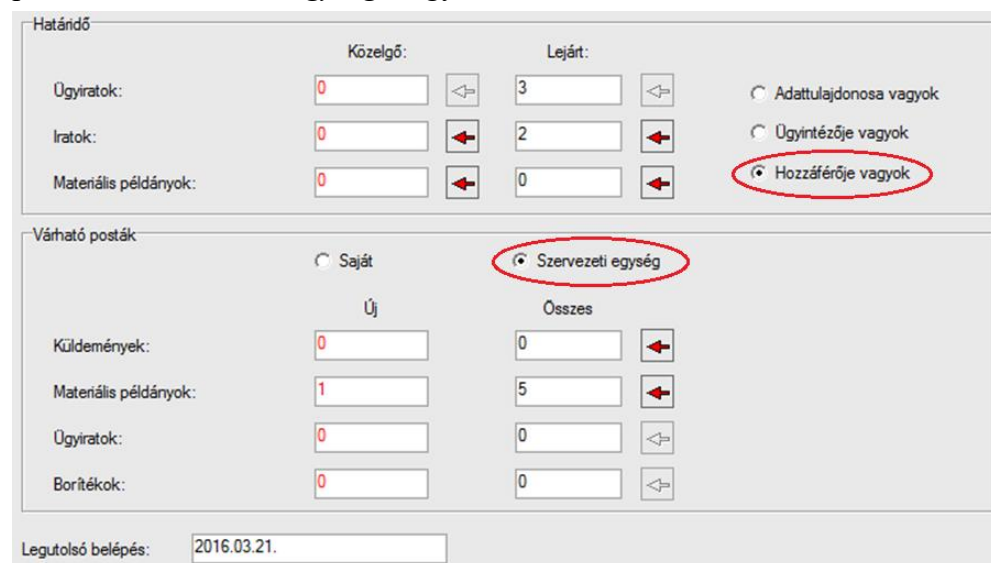 Határidő
Közelgő: Lejárt:
Ügyiratok: 0 3 Adattulajdonosa vagyok
Iratok: 0 2 Ügyintézője vagyok
Materiális példányok: 0 0 Hozzáférője vagyok
Várható posták
Saját Szervezeti egység
Új Összes
Küldemények: 0 0
Materiális példányok: 1 5
Ügyiratok: 0 0
Borítékok: 0 0
Legutolsó belépés: 2016.03.21.